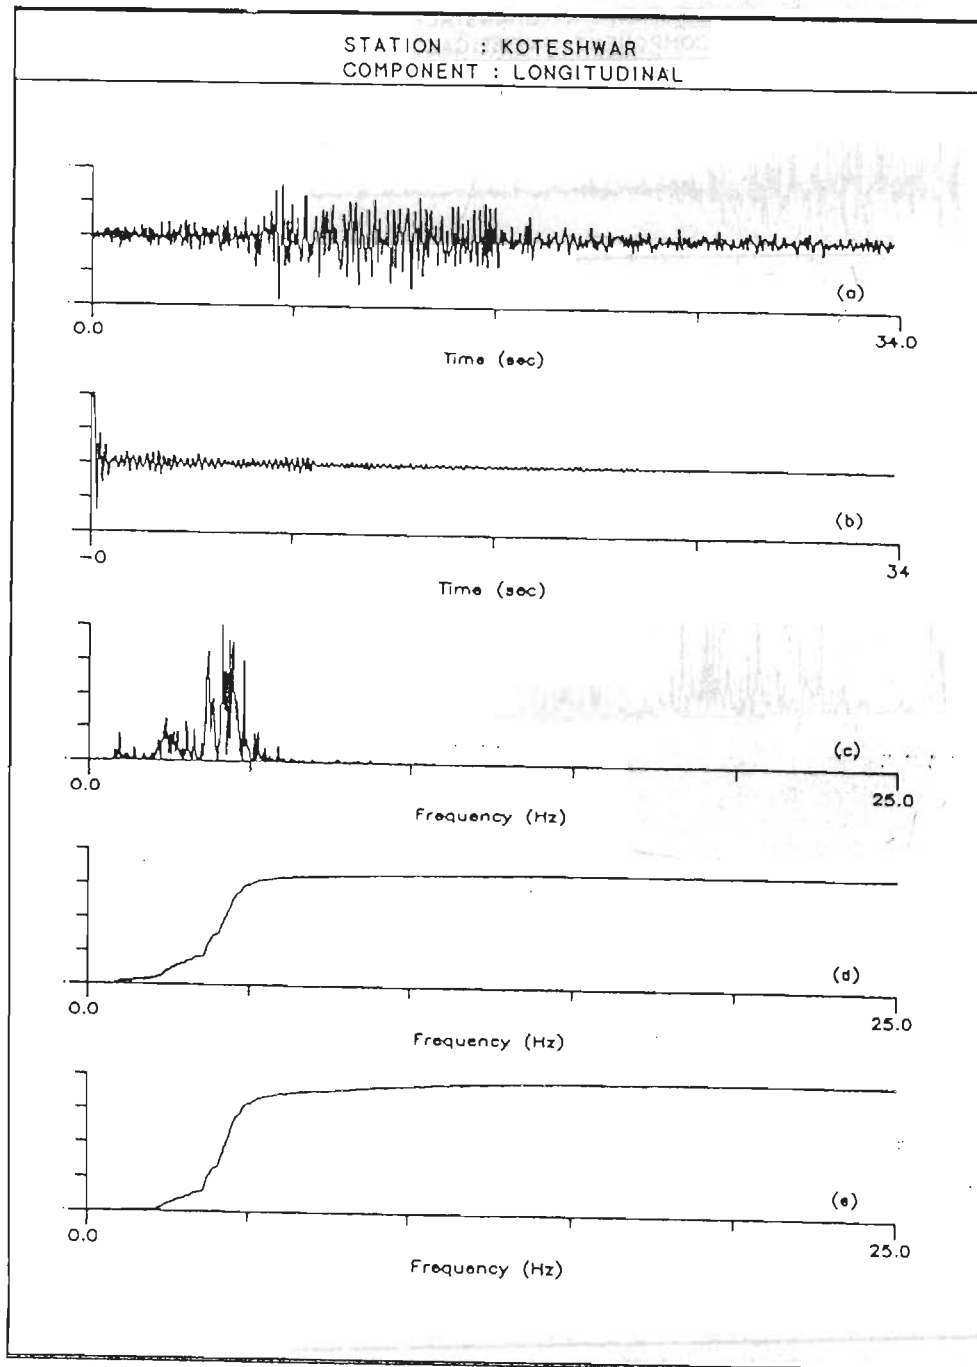 STATION : KOTESHWAR
COMPONENT : LONGITUDINAL
(a)
0.0 34.0
Time (sec)
(b)
-0 34
Time (sec)
(c)
0.0 25.0
Frequency (Hz)
(d)
0.0 25.0
Frequency (Hz)
(e)
0.0 25.0
Frequency (Hz)